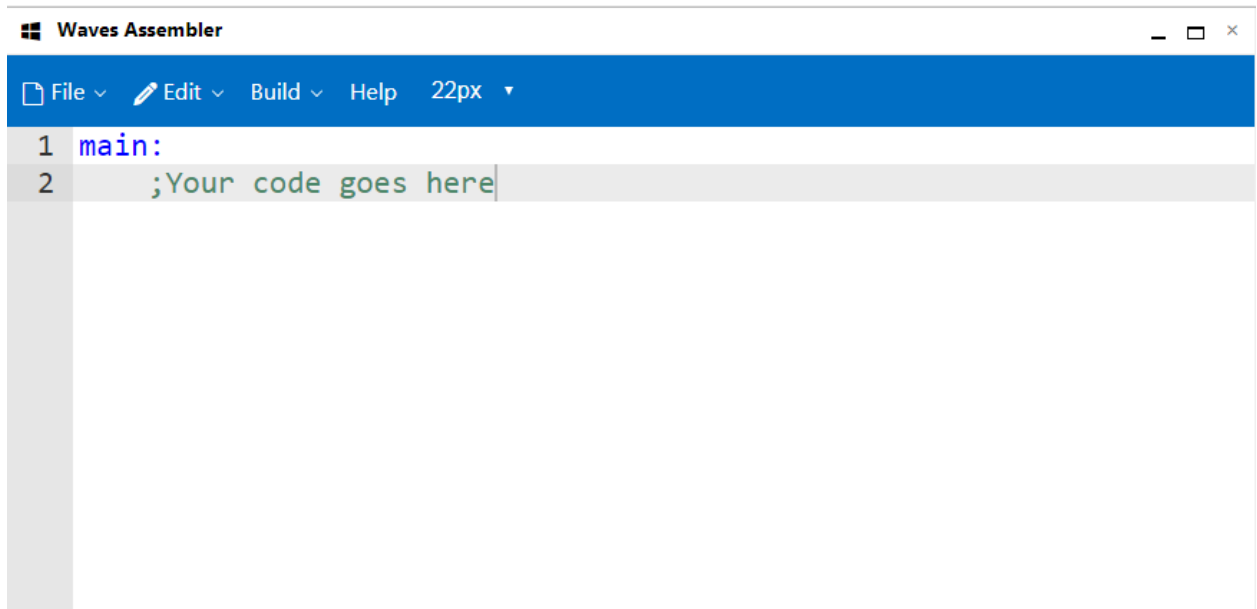 Waves Assembler
File Edit Build Help 22px
1 main:
2 ;Your code goes here